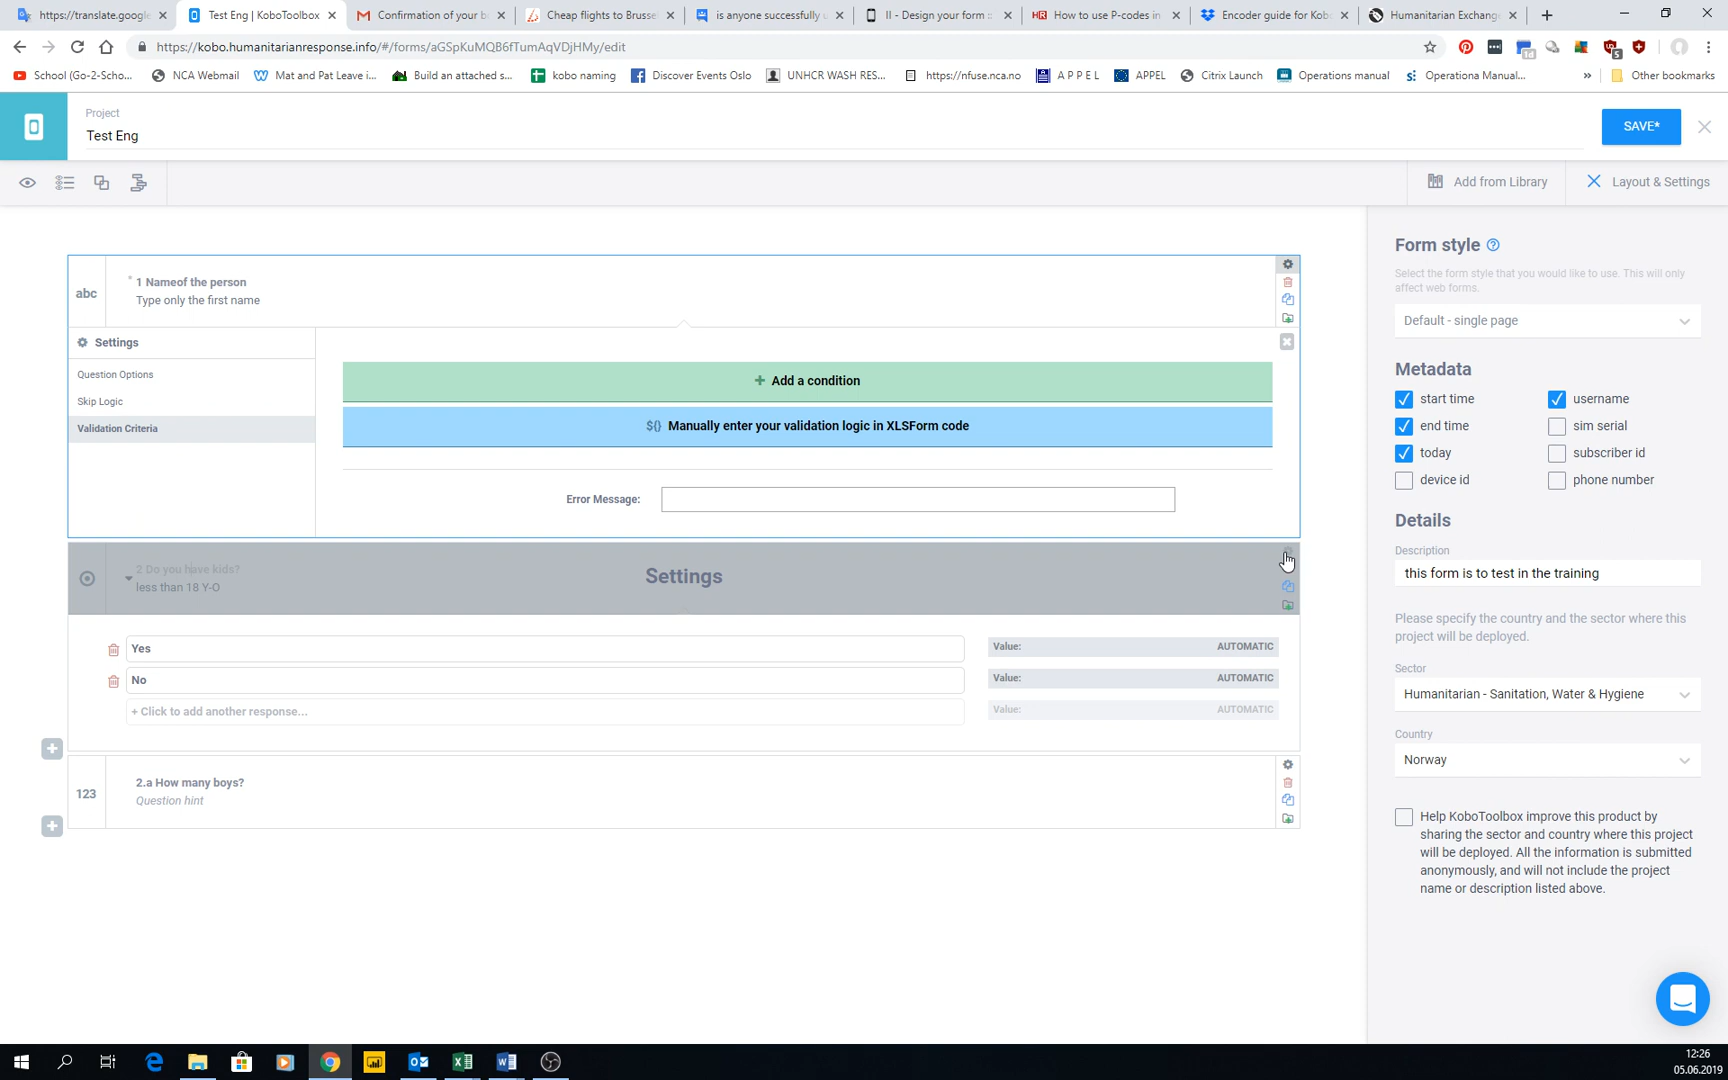 https://translate.google
Test Eng | KoboToolbox
Confirmation of your b
Cheap flights to Brusse
is anyone successfully u
II - Design your form ::
How to use P-codes in
Encoder guide for Kob
Humanitarian Exchang
https://kobo.humanitarianresponse.info/#/forms/aGSpKuMQB6fTumAqVDjHMy/edit
School (Go-2-Scho...
NCA Webmail
Mat and Pat Leave i...
Build an attached s...
kobo naming
Discover Events Oslo
UNHCR WASH RES...
https://nfuse.nca.no
A P P E L
APPEL
Citrix Launch
Operations manual
Operationa Manual...
»
Other bookmarks
Project
Test Eng
SAVE*
Add from Library
Layout & Settings
abc
* 1 Nameof the person
Type only the first name
Settings
Question Options
Skip Logic
Validation Criteria
+ Add a condition
${} Manually enter your validation logic in XLSForm code
Error Message:
2 Do you have kids?
less than 18 Y-O
Settings
Yes
Value: AUTOMATIC
No
Value: AUTOMATIC
+ Click to add another response...
Value: AUTOMATIC
123
2.a How many boys?
Question hint
Form style
Select the form style that you would like to use. This will only
affect web forms.
Default - single page
Metadata
start time
username
end time
sim serial
today
subscriber id
device id
phone number
Details
Description
this form is to test in the training
Please specify the country and the sector where this
project will be deployed.
Sector
Humanitarian - Sanitation, Water & Hygiene
Country
Norway
Help KoboToolbox improve this product by
sharing the sector and country where this project
will be deployed. All the information is submitted
anonymously, and will not include the project
name or description listed above.
12:26
05.06.2019